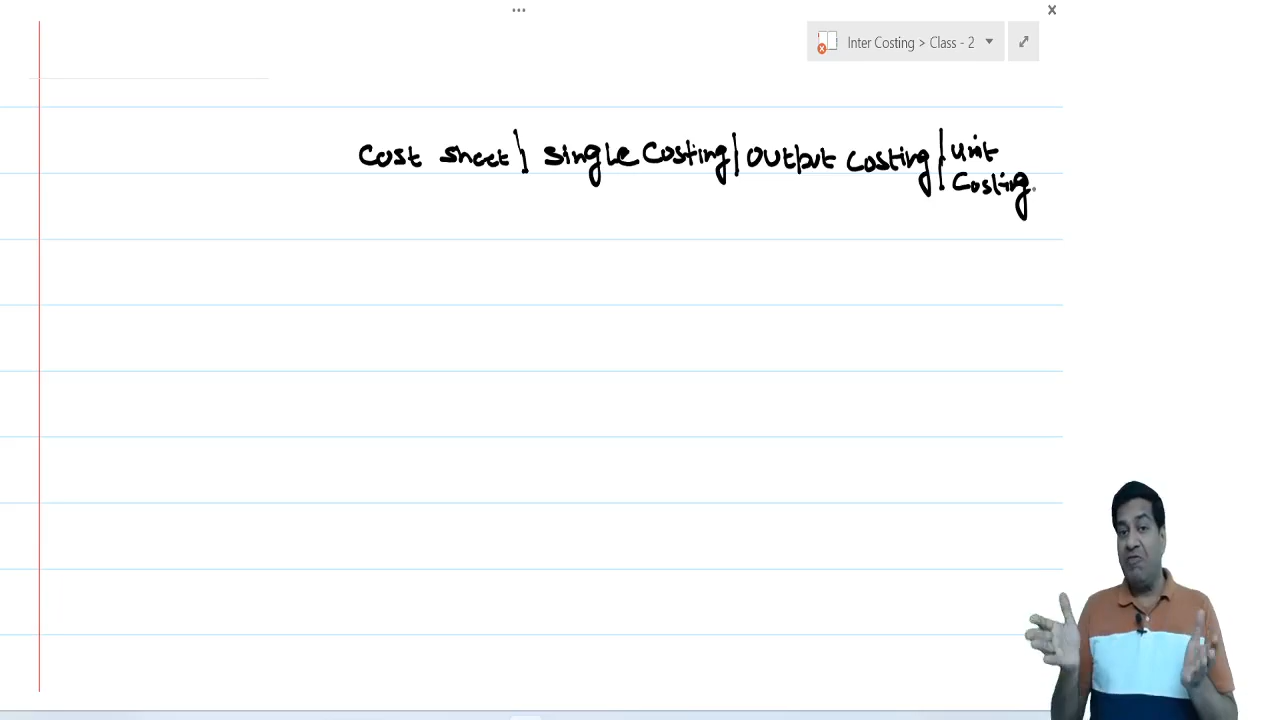 ...
Inter Costing > Class - 2
Cost sheet | single Costing | output costing | unit
Costing